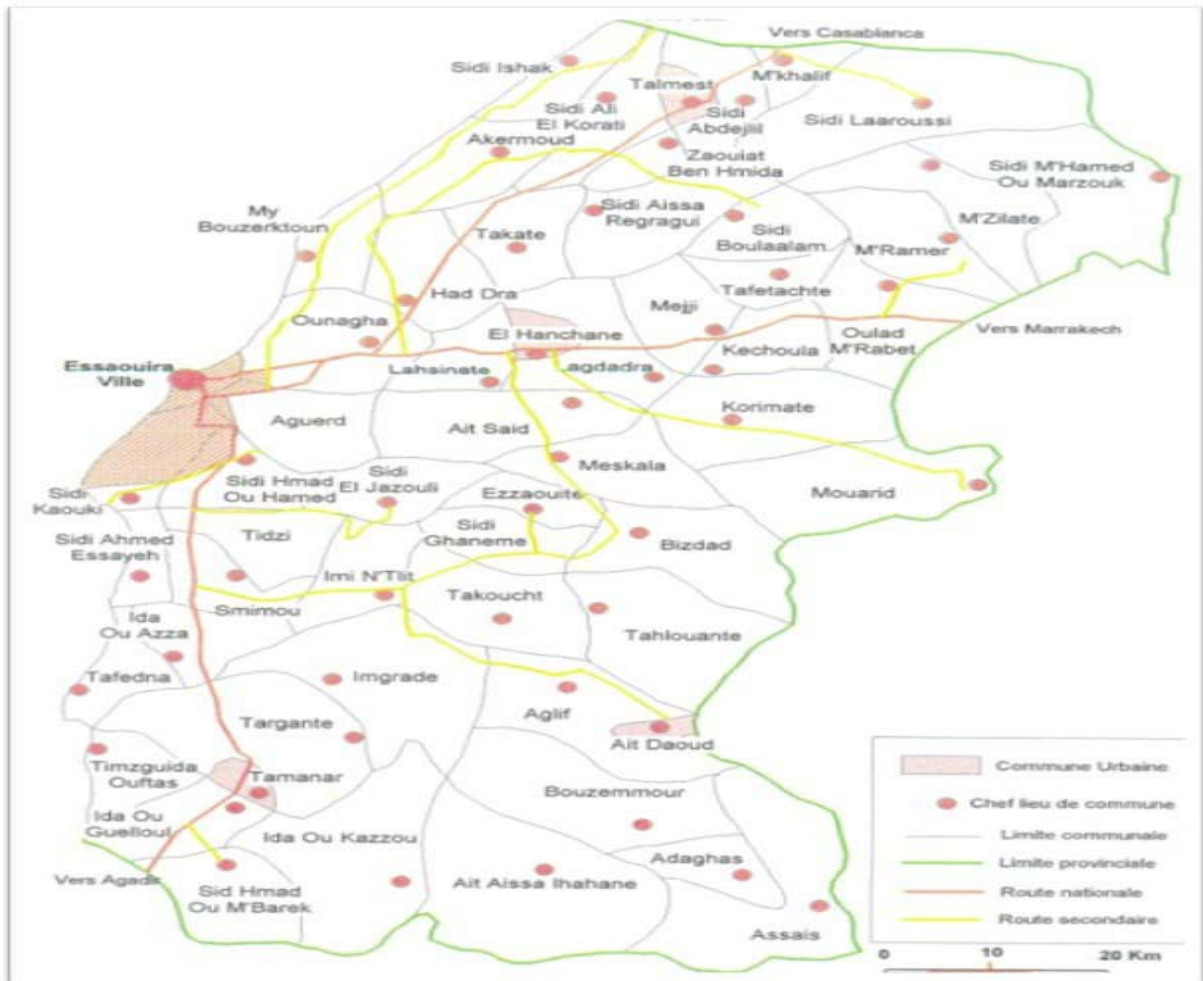 Vers Casablanca
Sidi Ishak
Talmest
M'khalif
Sidi Ali
El Korati
Sidi
Abdejlil
Sidi Laaroussi
Akermoud
Zaouiat
Ben Hmida
Sidi M'Hamed
Ou Marzouk
My
Bouzerktoun
Sidi Aissa
Regragui
M'Zilate
Takate
Sidi
Boulaalam
M'Ramer
Had Dra
Tafetachte
Mejji
Ounagha
El Hanchane
Vers Marrakech
Oulad
M'Rabet
Kechoula
Essaouira
Ville
Lahsinate
Lagdadra
Korimate
Aguerd
Ait Said
Meskala
Sidi Hmad
Ou Hamed
Sidi
El Jazouli
Ezzaouite
Mouarid
Sidi
Kaouki
Tidzi
Sidi
Ghaneme
Bizdad
Sidi Ahmed
Essayeh
Imi N'Tlit
Takoucht
Smimou
Ida
Ou Azza
Tahlouante
Tafedna
Imgrade
Aglif
Targante
Ait Daoud
Timzguida
Ouftas
Tamanar
Bouzemmour
Ida Ou
Guelloul
Ida Ou Kazzou
Adaghas
Vers Agadir
Sid Hmad
Ou M'Barek
Ait Aissa Ihahane
Assais
Commune Urbaine
Chef lieu de commune
Limite communale
Limite provinciale
Route nationale
Route secondaire
0 10 20 Km